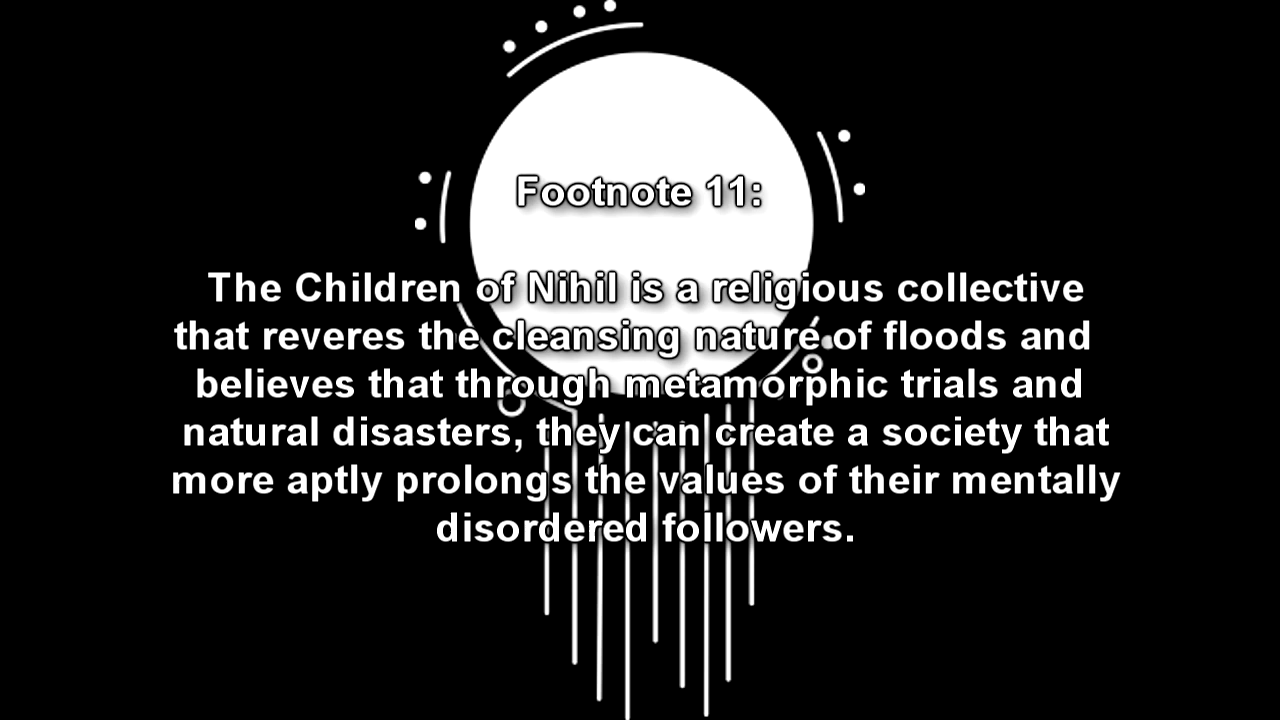 Footnote 11:
The Children of Nihil is a religious collective
that reveres the cleansing nature of floods and
believes that through metamorphic trials and
natural disasters, they can create a society that
more aptly prolongs the values of their mentally
disordered followers.